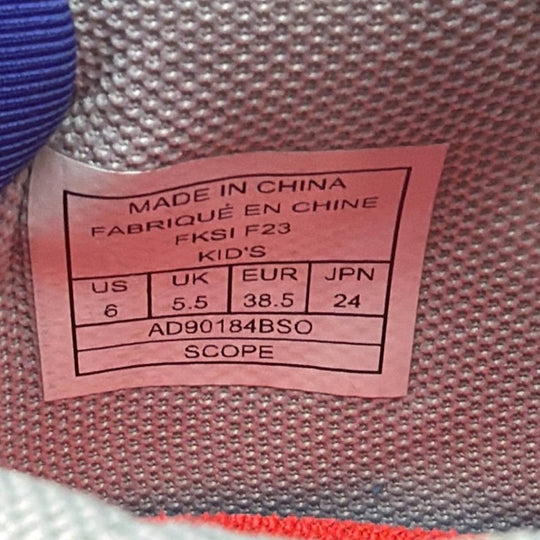 MADE IN CHINA
FABRIQUÉ EN CHINE
FKSI F23
KID'S
US UK EUR JPN
6 5.5 38.5 24
AD90184BSO
SCOPE